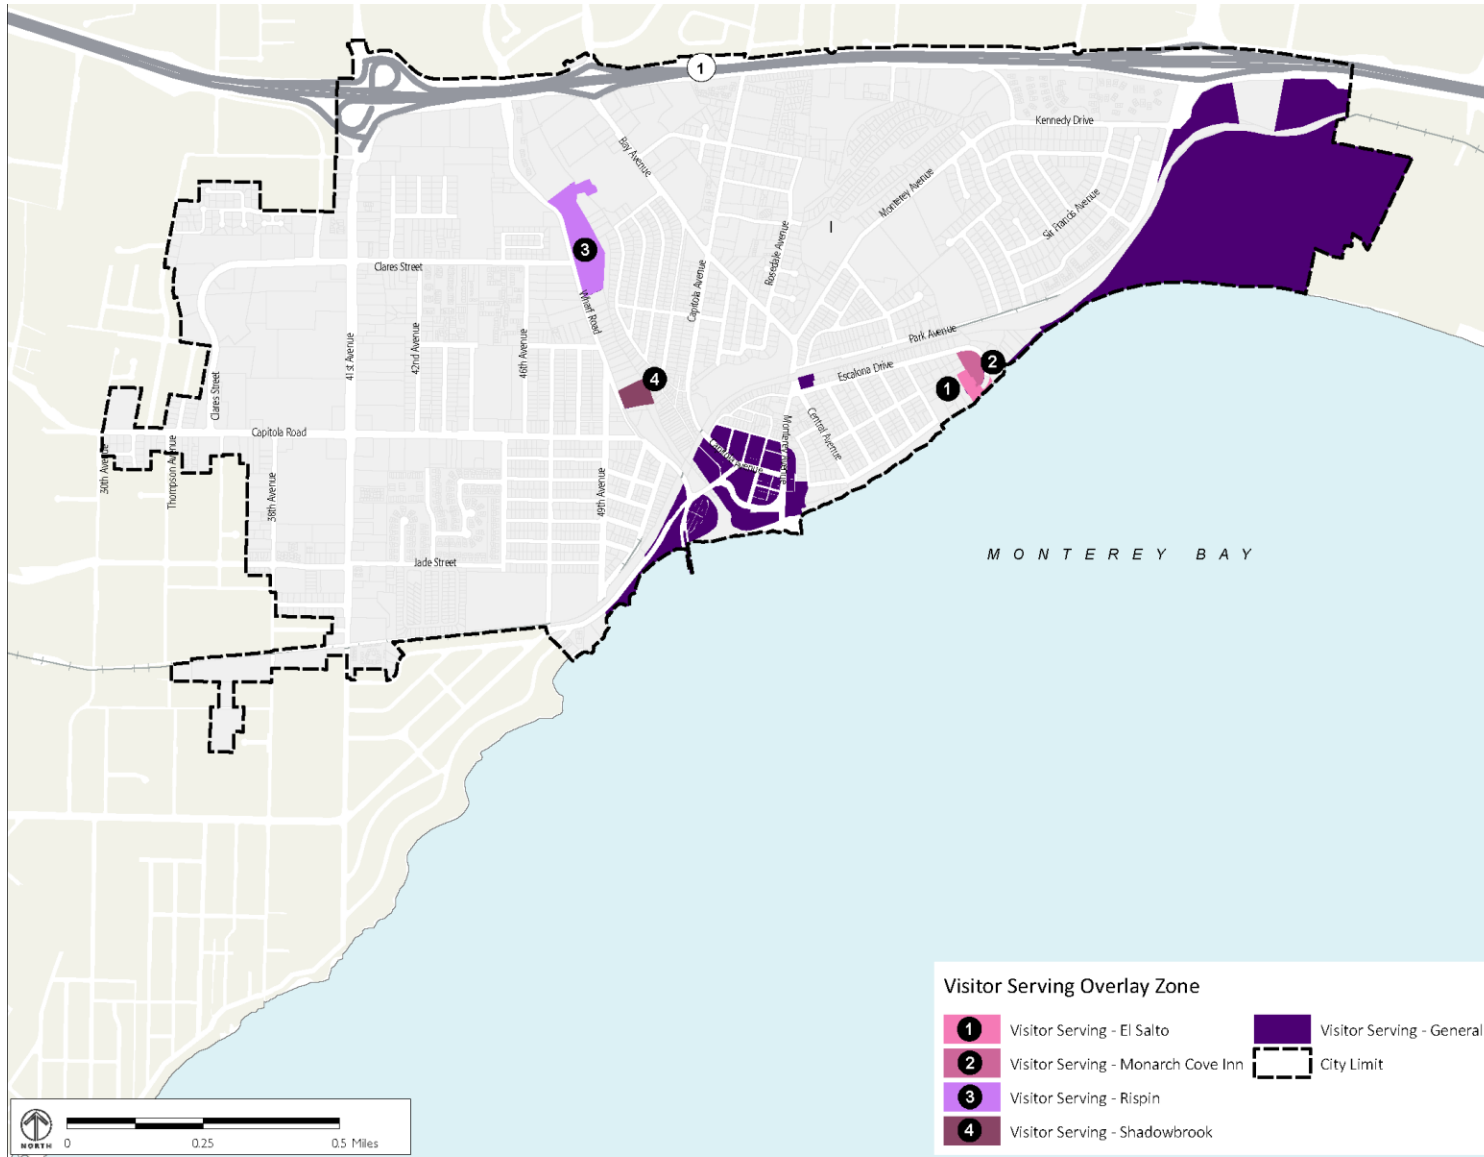 1
Kennedy Drive
Bay Avenue
Monterey Avenue
Sir Francis Avenue
Rosedale Avenue
3
Clares Street
Capitola Avenue
Wharf Road
41st Avenue
42nd Avenue
46th Avenue
Park Avenue
2
Escalona Drive
4
1
Clares Street
Capitola Road
Central Avenue
Monterey Avenue
30th Avenue
Thompson Avenue
38th Avenue
49th Avenue
Jade Street
MONTEREY BAY
Visitor Serving Overlay Zone
1 Visitor Serving - El Salto
Visitor Serving - General
2 Visitor Serving - Monarch Cove Inn
City Limit
3 Visitor Serving - Rispin
4 Visitor Serving - Shadowbrook
NORTH
0 0.25 0.5 Miles